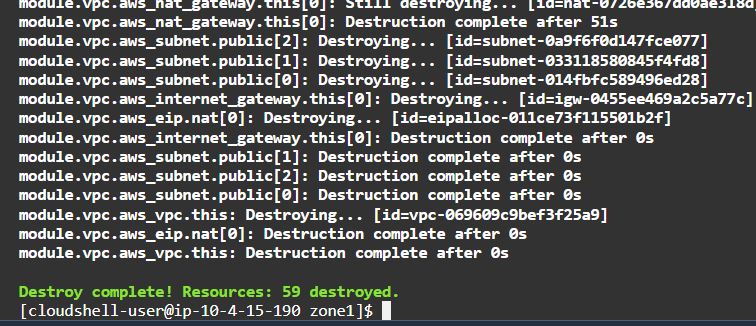 module.vpc.aws_nat_gateway.this[0]: Still destroying... [id=nat-0726e367dd0ae318d
module.vpc.aws_nat_gateway.this[0]: Destruction complete after 51s
module.vpc.aws_subnet.public[2]: Destroying... [id=subnet-0a9f6f0d147fce077]
module.vpc.aws_subnet.public[1]: Destroying... [id=subnet-033118580845f4fd8]
module.vpc.aws_subnet.public[0]: Destroying... [id=subnet-014fbfc589496ed28]
module.vpc.aws_internet_gateway.this[0]: Destroying... [id=igw-0455ee469a2c5a77c]
module.vpc.aws_eip.nat[0]: Destroying... [id=eipalloc-011ce73f115501b2f]
module.vpc.aws_internet_gateway.this[0]: Destruction complete after 0s
module.vpc.aws_subnet.public[1]: Destruction complete after 0s
module.vpc.aws_subnet.public[2]: Destruction complete after 0s
module.vpc.aws_subnet.public[0]: Destruction complete after 0s
module.vpc.aws_vpc.this: Destroying... [id=vpc-069609c9bef3f25a9]
module.vpc.aws_eip.nat[0]: Destruction complete after 0s
module.vpc.aws_vpc.this: Destruction complete after 0s
Destroy complete! Resources: 59 destroyed.
[cloudshell-user@ip-10-4-15-190 zone1]$